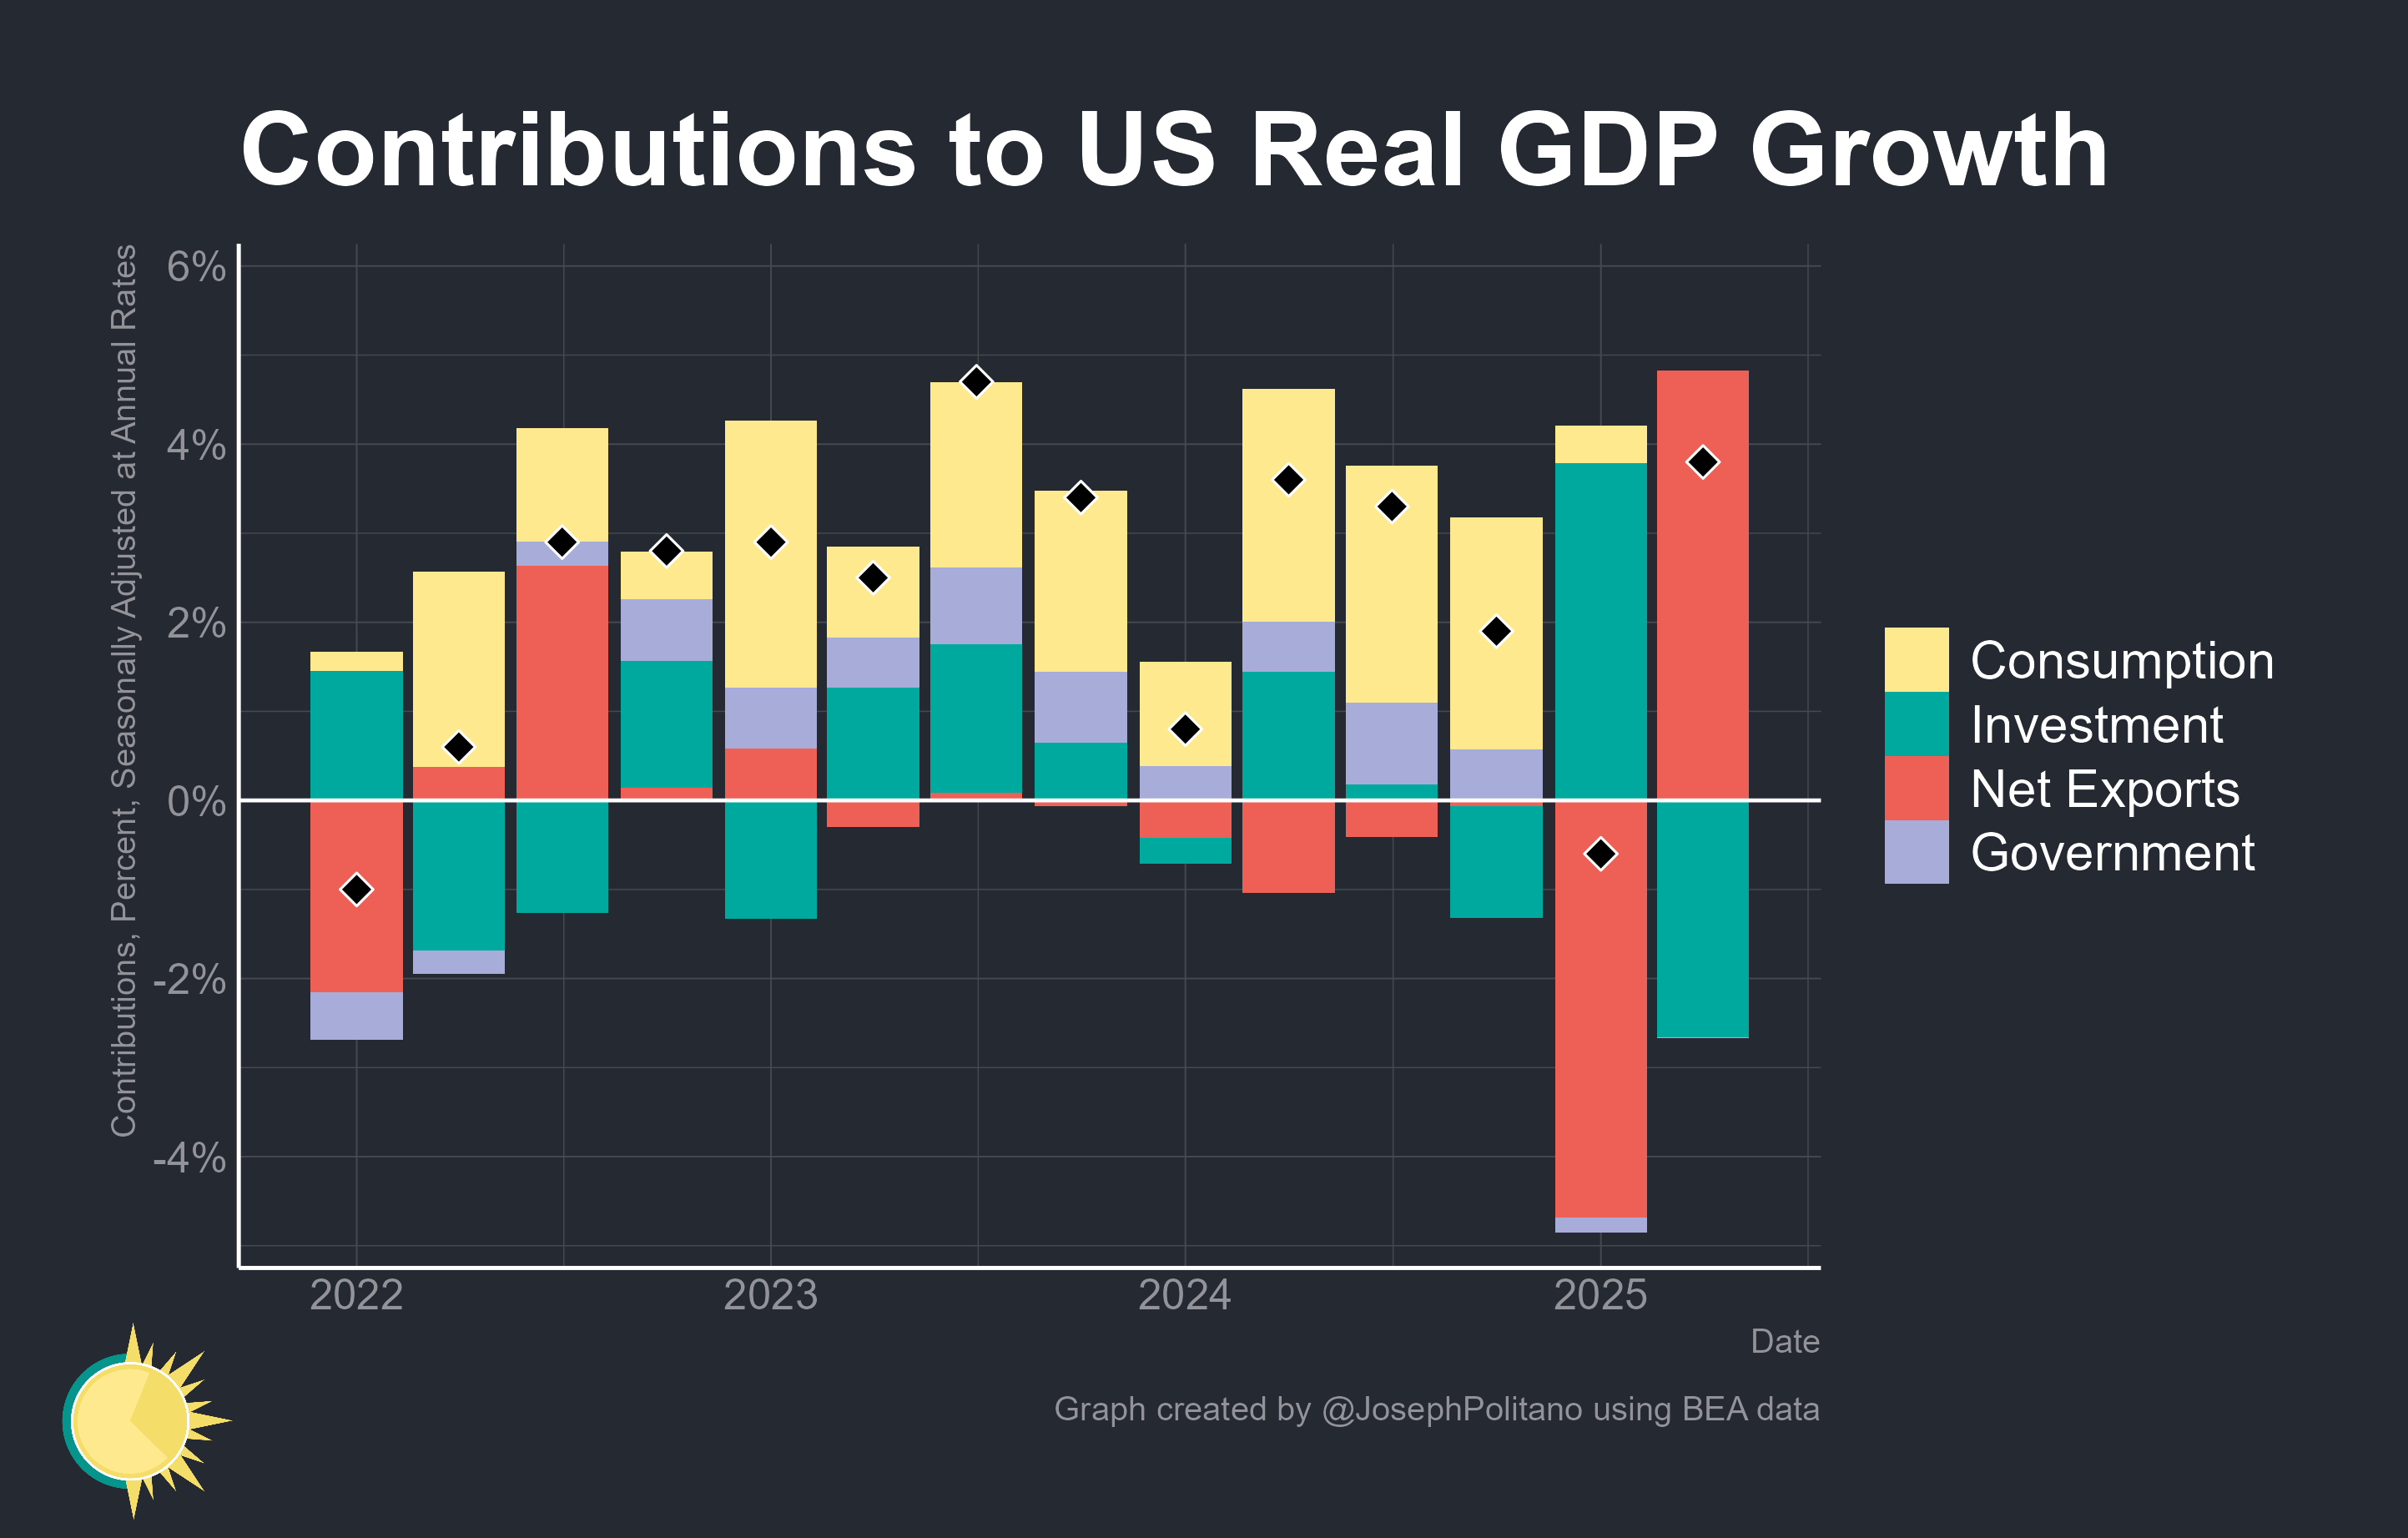 Contributions to US Real GDP Growth
Contributions, Percent, Seasonally Adjusted at Annual Rates
6%
4%
2%
0%
-2%
-4%
2022
2023
2024
2025
Date
Consumption
Investment
Net Exports
Government
Graph created by @JosephPolitano using BEA data